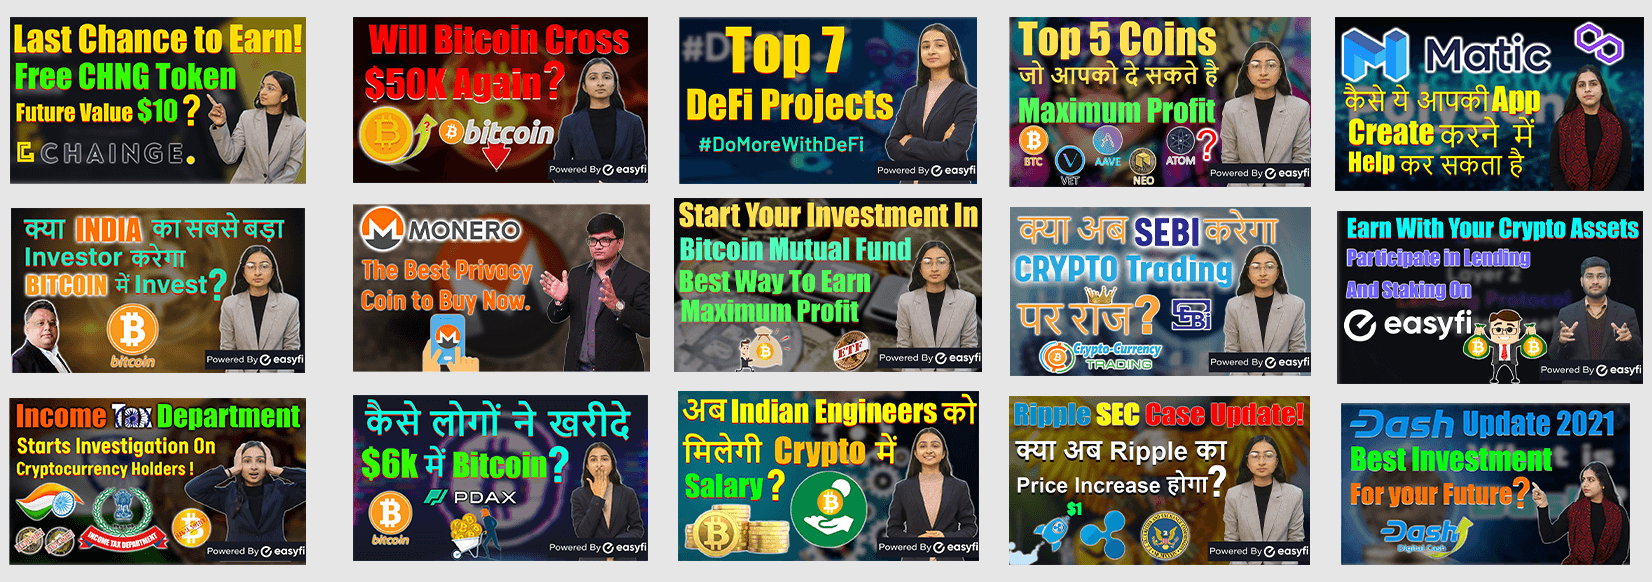 Last Chance to Earn!
Free CHNG Token
Future Value $10 ?
CHAINGE.
Will Bitcoin Cross
$50K Again?
bitcoin
Powered By easyfi
Top 7
DeFi Projects
#DoMoreWithDeFi
Powered By easyfi
Top 5 Coins
जो आपको दे सकते है
Maximum Profit
BTC
VET
AAVE
NEO
ATOM
?
Powered By easyfi
Matic
कैसे ये आपकी App
Create करने में
Help कर सकता है
क्या INDIA का सबसे बड़ा
Investor करेगा
BITCOIN में Invest?
bitcoin
Powered By easyfi
MONERO
The Best Privacy
Coin to Buy Now.
Start Your Investment In
Bitcoin Mutual Fund
Best Way To Earn
Maximum Profit
ETF
Powered By easyfi
क्या अब SEBI करेगा
CRYPTO Trading
पर राज?
Crypto-Currency
TRADING
Powered By easyfi
Earn With Your Crypto Assets
Participate in Lending
And Staking On
easyfi
Powered By easyfi
Income Tax Department
Starts Investigation On
Cryptocurrency Holders !
INCOME TAX DEPARTMENT
Powered By easyfi
कैसे लोगों ने खरीदे
$6k में Bitcoin?
bitcoin
PDAX
Powered By easyfi
अब Indian Engineers को
मिलेगी Crypto में
Salary ?
Powered By easyfi
Ripple SEC Case Update!
क्या अब Ripple का
Price Increase होगा?
$1
Powered By easyfi
Dash Update 2021
Best Investment
For your Future?
Dash
Digital Cash